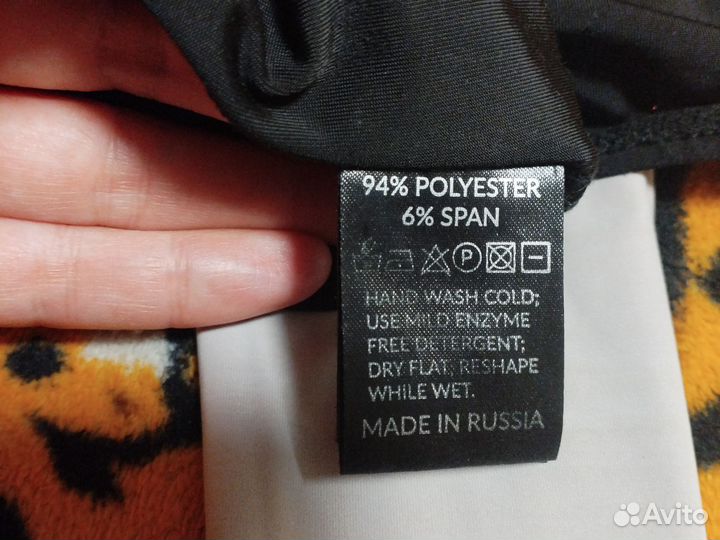 94% POLYESTER
6% SPAN
P
HAND WASH COLD;
USE MILD ENZYME
FREE DETERGENT;
DRY FLAT; RESHAPE
WHILE WET.
MADE IN RUSSIA
Avito